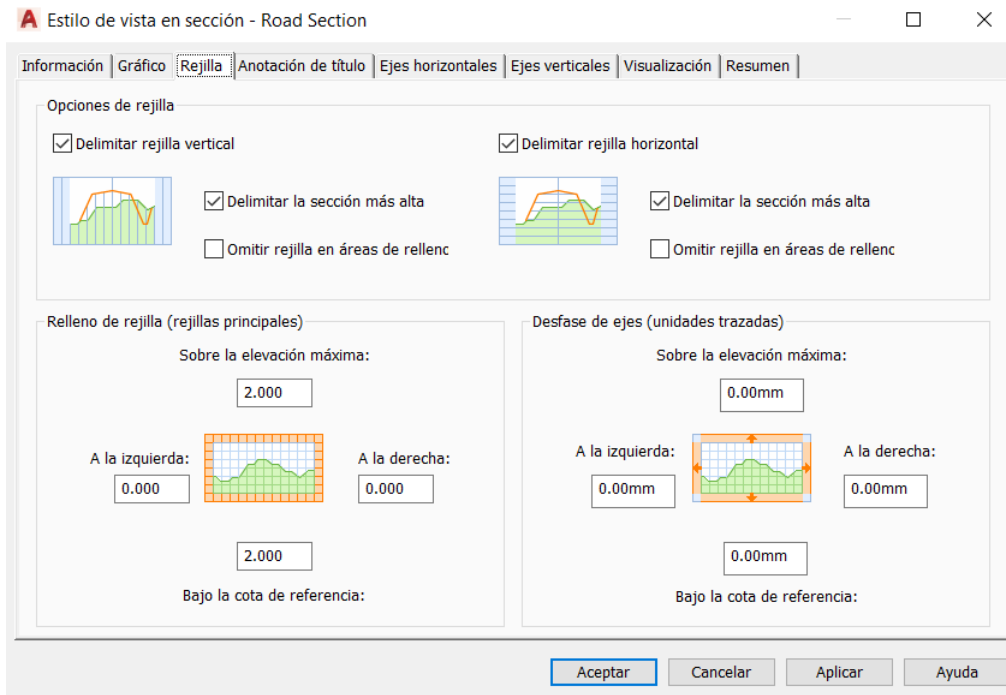 Estilo de vista en sección - Road Section
Información Gráfico Rejilla Anotación de título Ejes horizontales Ejes verticales Visualización Resumen
Opciones de rejilla
Delimitar rejilla vertical
Delimitar la sección más alta
Omitir rejilla en áreas de rellenc
Delimitar rejilla horizontal
Delimitar la sección más alta
Omitir rejilla en áreas de rellenc
Relleno de rejilla (rejillas principales)
Sobre la elevación máxima:
2.000
A la izquierda:
0.000
A la derecha:
0.000
2.000
Bajo la cota de referencia:
Desfase de ejes (unidades trazadas)
Sobre la elevación máxima:
0.00mm
A la izquierda:
0.00mm
A la derecha:
0.00mm
0.00mm
Bajo la cota de referencia:
Aceptar Cancelar Aplicar Ayuda